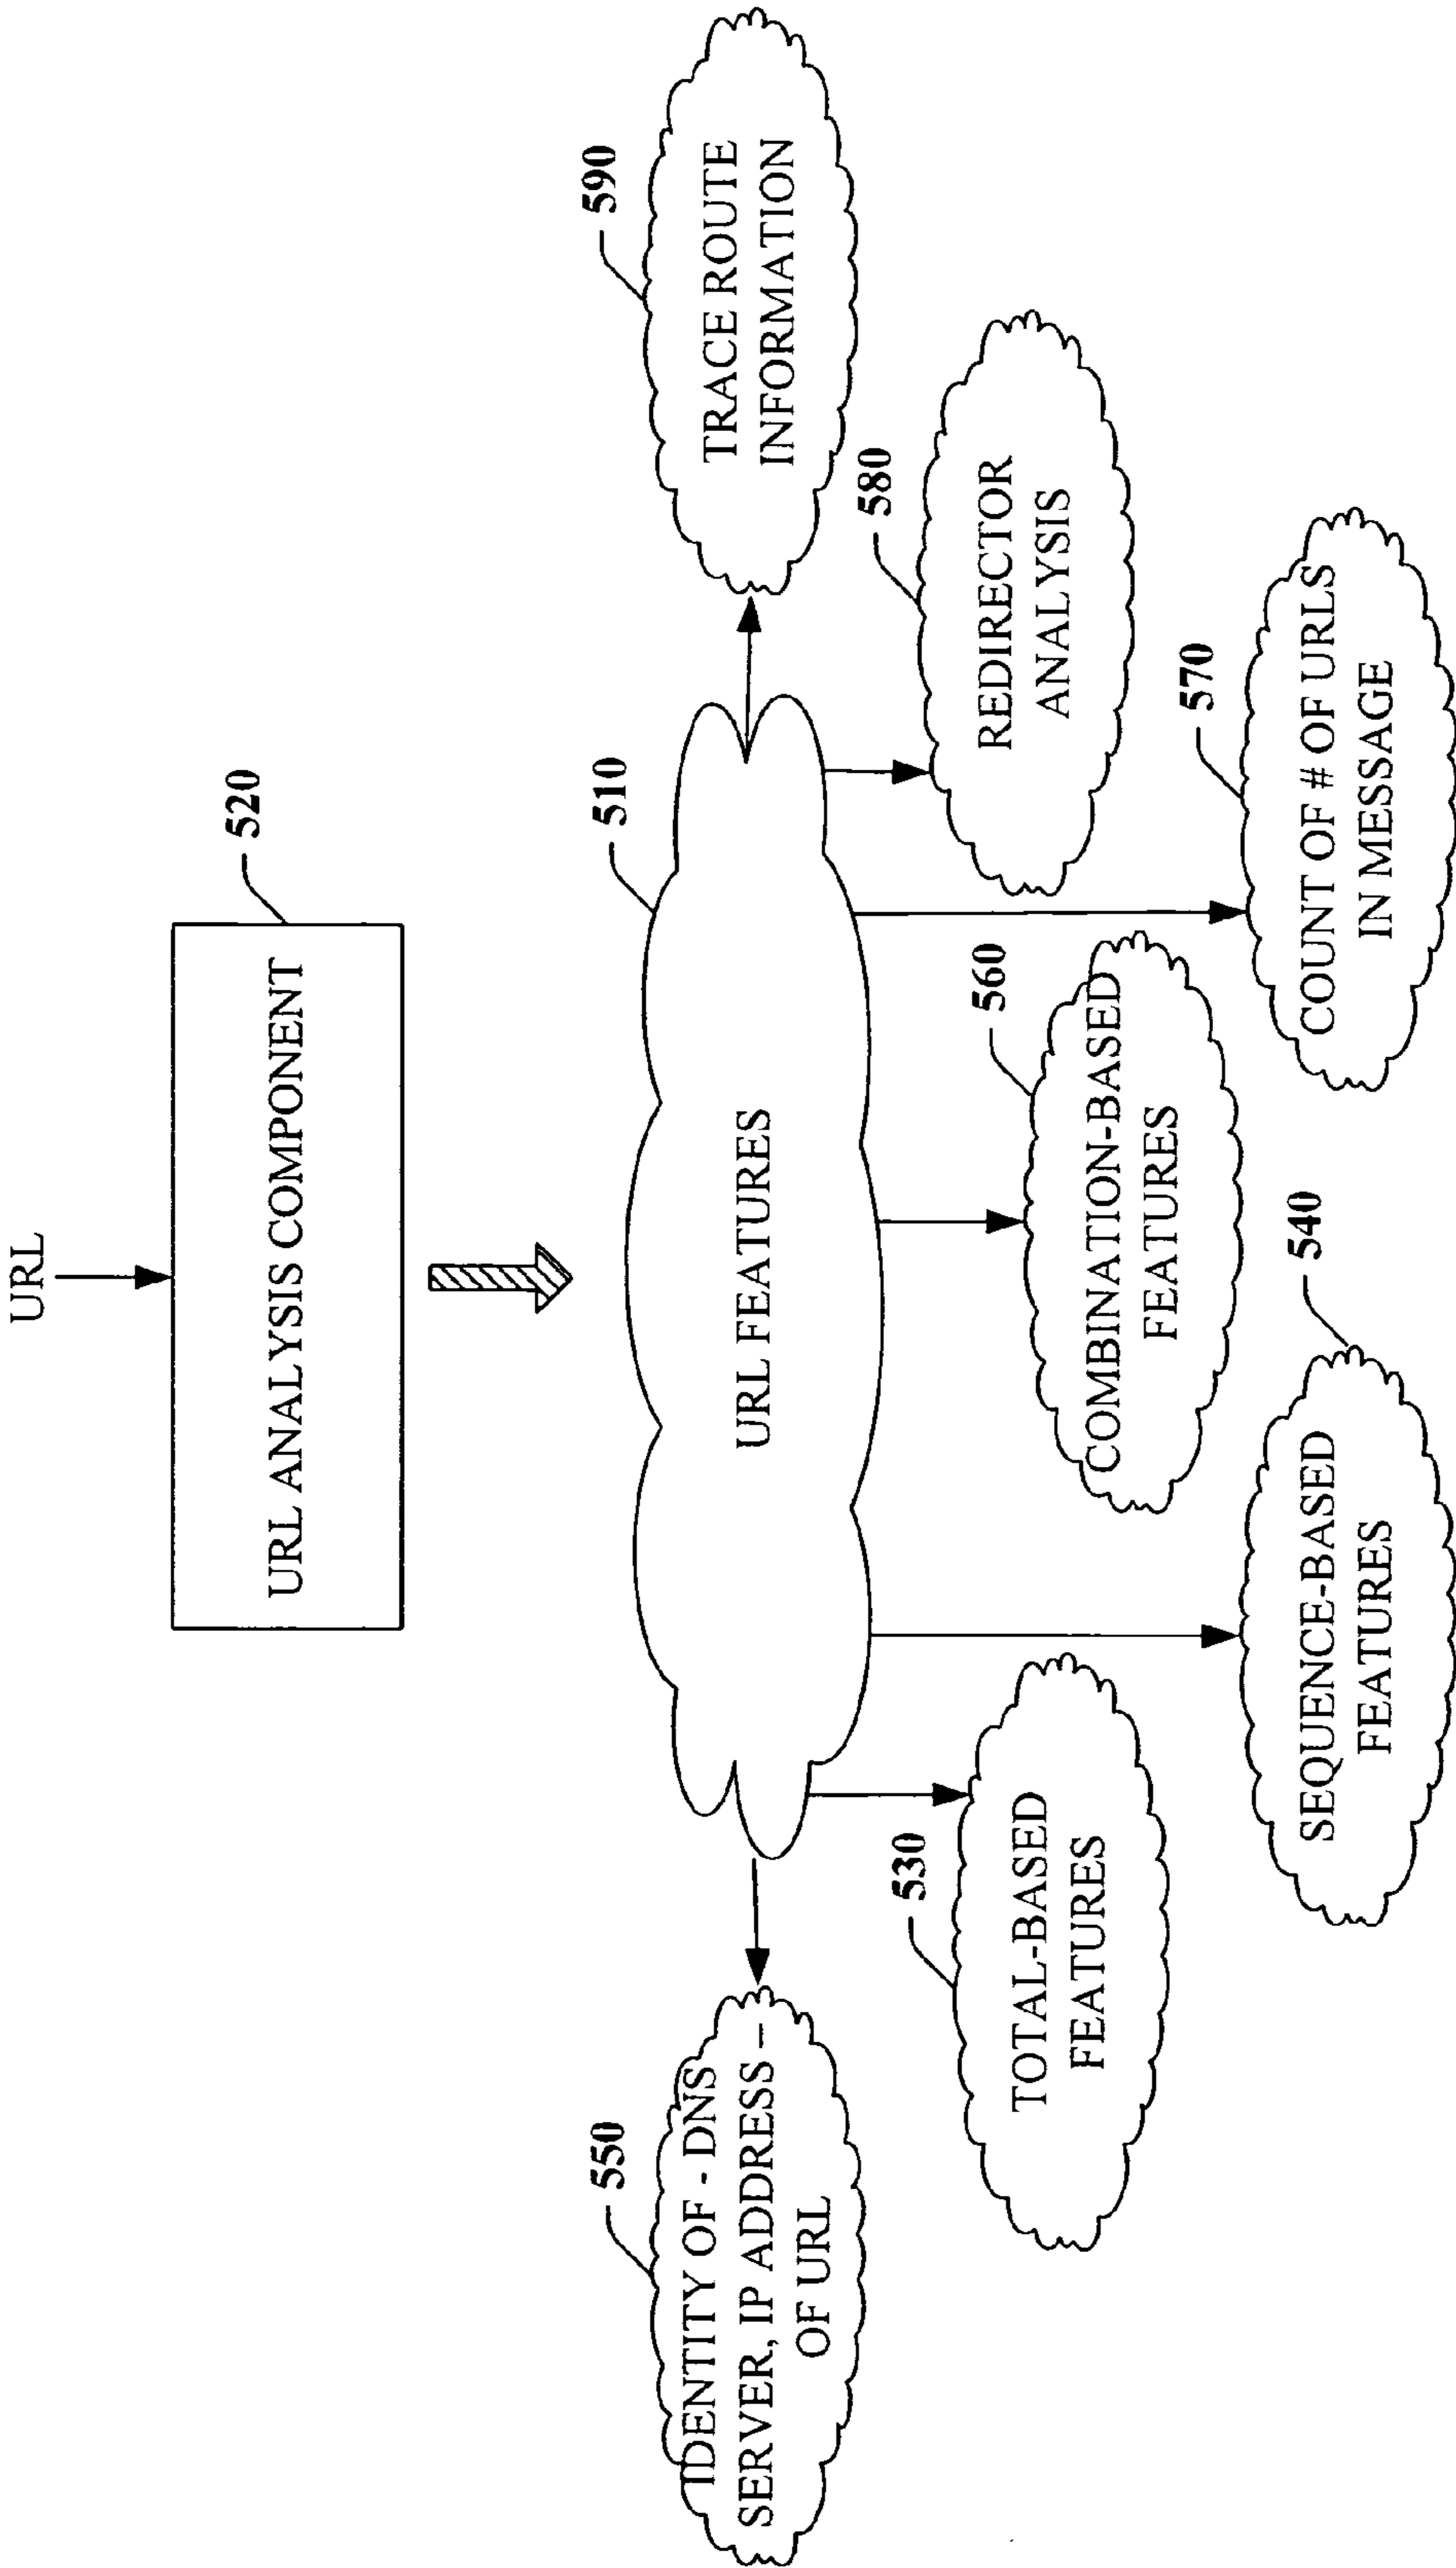 URL
520
URL ANALYSIS COMPONENT
510
URL FEATURES
550
IDENTITY OF - DNS
SERVER, IP ADDRESS –
OF URL
590
TRACE ROUTE
INFORMATION
530
TOTAL-BASED
FEATURES
580
REDIRECTOR
ANALYSIS
560
COMBINATION-BASED
FEATURES
540
SEQUENCE-BASED
FEATURES
570
COUNT OF # OF URLS
IN MESSAGE